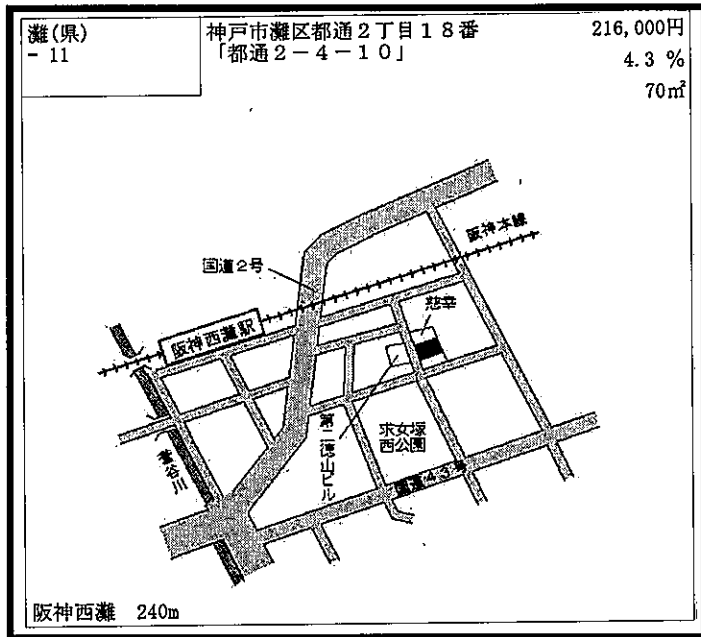 灘(県)
- 11
神戸市灘区都通２丁目１８番
「都通２－４－１０」
216,000円
4.3 %
70㎡
阪神本線
国道２号
慈幸
阪神西灘駅
第二徳山ビル
求女塚
西公園
国道４３号
阪神西灘 240m